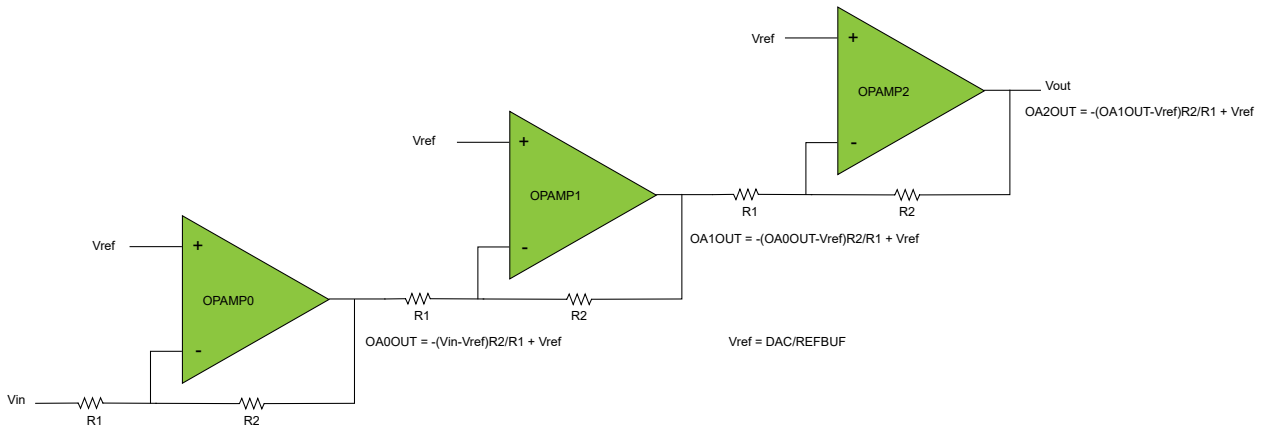 Vref
+
OPAMP2
-
Vout
OA2OUT = -(OA1OUT-Vref)R2/R1 + Vref
R1
R2
Vref
+
OPAMP1
-
OA1OUT = -(OA0OUT-Vref)R2/R1 + Vref
R1
R2
Vref
+
OPAMP0
-
OA0OUT = -(Vin-Vref)R2/R1 + Vref
Vref = DAC/REFBUF
Vin
R1
R2